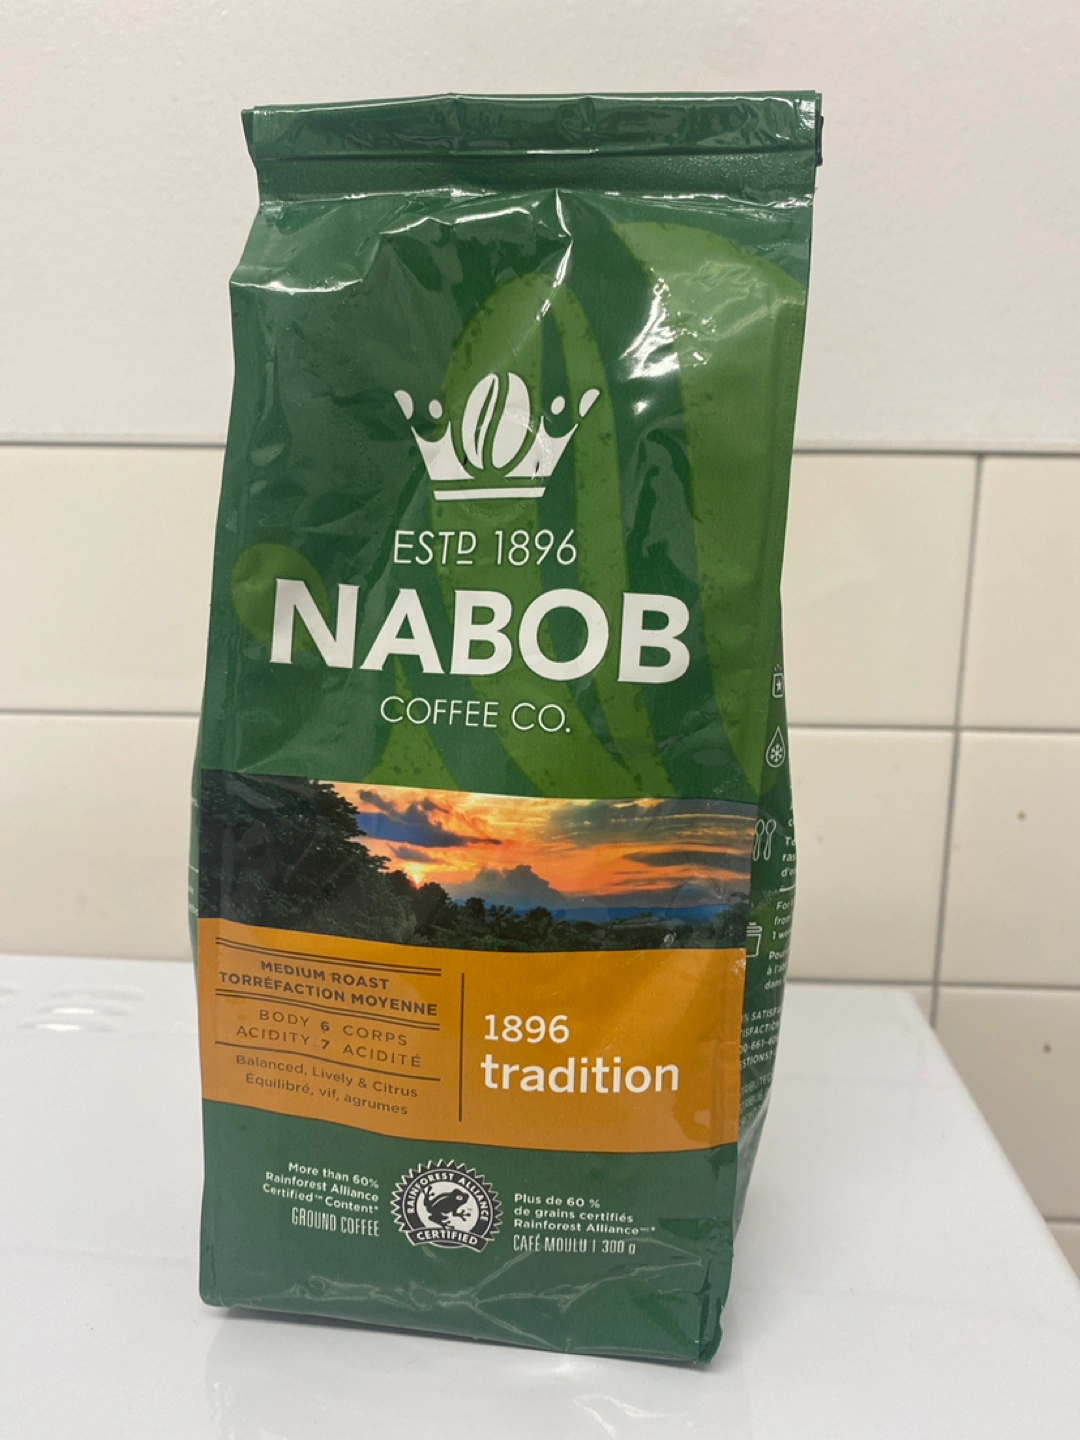 ESTD 1896
NABOB
COFFEE CO.
MEDIUM ROAST
TORRÉFACTION MOYENNE
BODY 6 CORPS
ACIDITY 7 ACIDITÉ
Balanced, Lively & Citrus
Équilibré, vif, agrumes
1896
tradition
More than 60%
Rainforest Alliance
Certified™ Content*
GROUND COFFEE
RAINFOREST ALLIANCE
CERTIFIED
Plus de 60 %
de grains certifiés
Rainforest Alliance
CAFÉ MOULU | 300 g